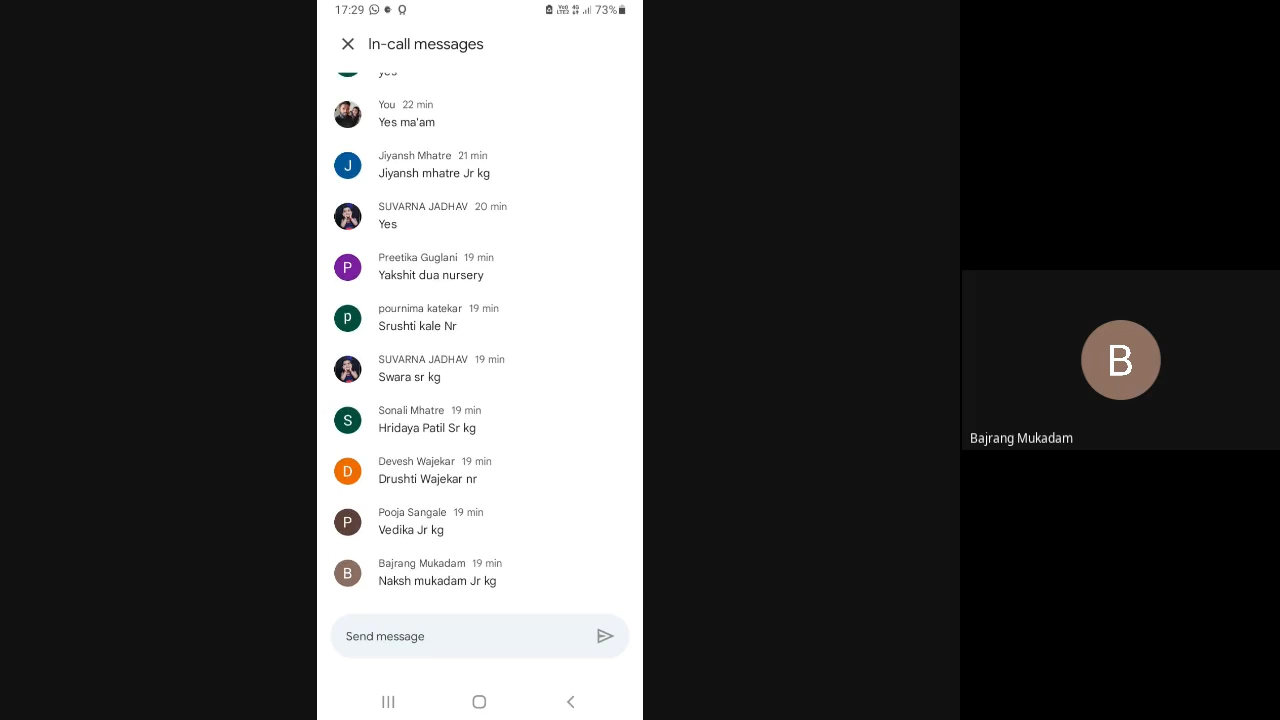 17:29 73%
In-call messages
yes
You 22 min
Yes ma'am
J
Jiyansh Mhatre 21 min
Jiyansh mhatre Jr kg
SUVARNA JADHAV 20 min
Yes
P
Preetika Guglani 19 min
Yakshit dua nursery
p
pournima katekar 19 min
Srushti kale Nr
SUVARNA JADHAV 19 min
Swara sr kg
S
Sonali Mhatre 19 min
Hridaya Patil Sr kg
D
Devesh Wajekar 19 min
Drushti Wajekar nr
P
Pooja Sangale 19 min
Vedika Jr kg
B
Bajrang Mukadam 19 min
Naksh mukadam Jr kg
Send message
B
Bajrang Mukadam